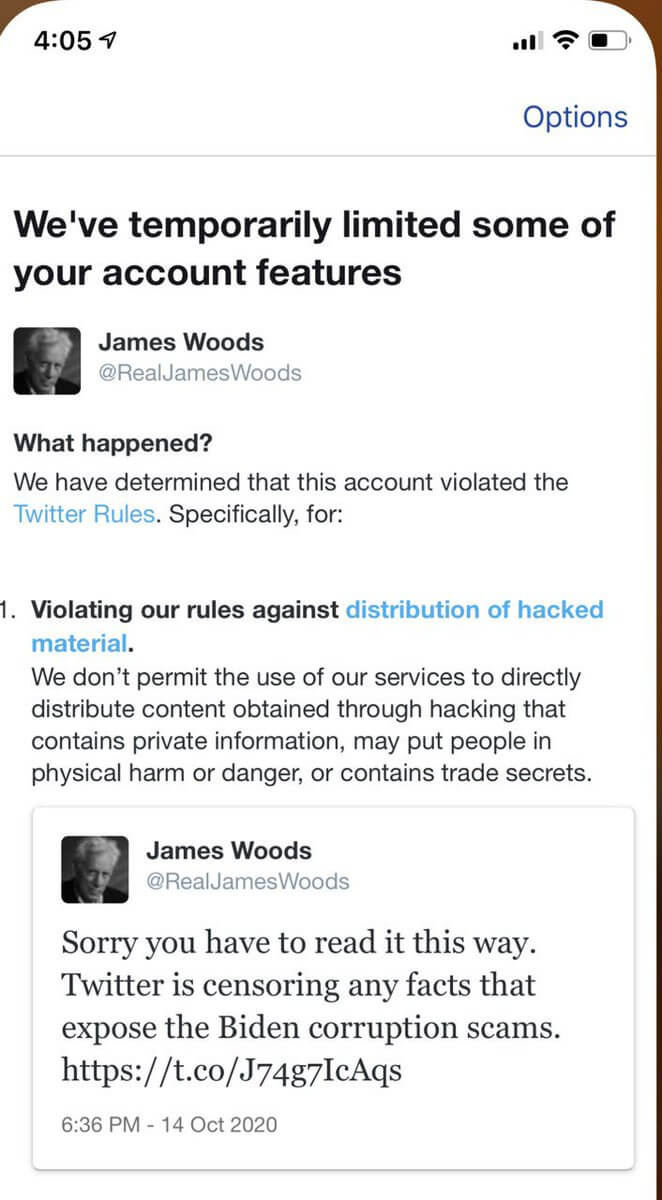 4:05
Options
We've temporarily limited some of
your account features
James Woods
@RealJamesWoods
What happened?
We have determined that this account violated the
Twitter Rules. Specifically, for:
1. Violating our rules against distribution of hacked
material.
We don’t permit the use of our services to directly
distribute content obtained through hacking that
contains private information, may put people in
physical harm or danger, or contains trade secrets.
James Woods
@RealJamesWoods
Sorry you have to read it this way.
Twitter is censoring any facts that
expose the Biden corruption scams.
https://t.co/J74g7IcAqs
6:36 PM - 14 Oct 2020